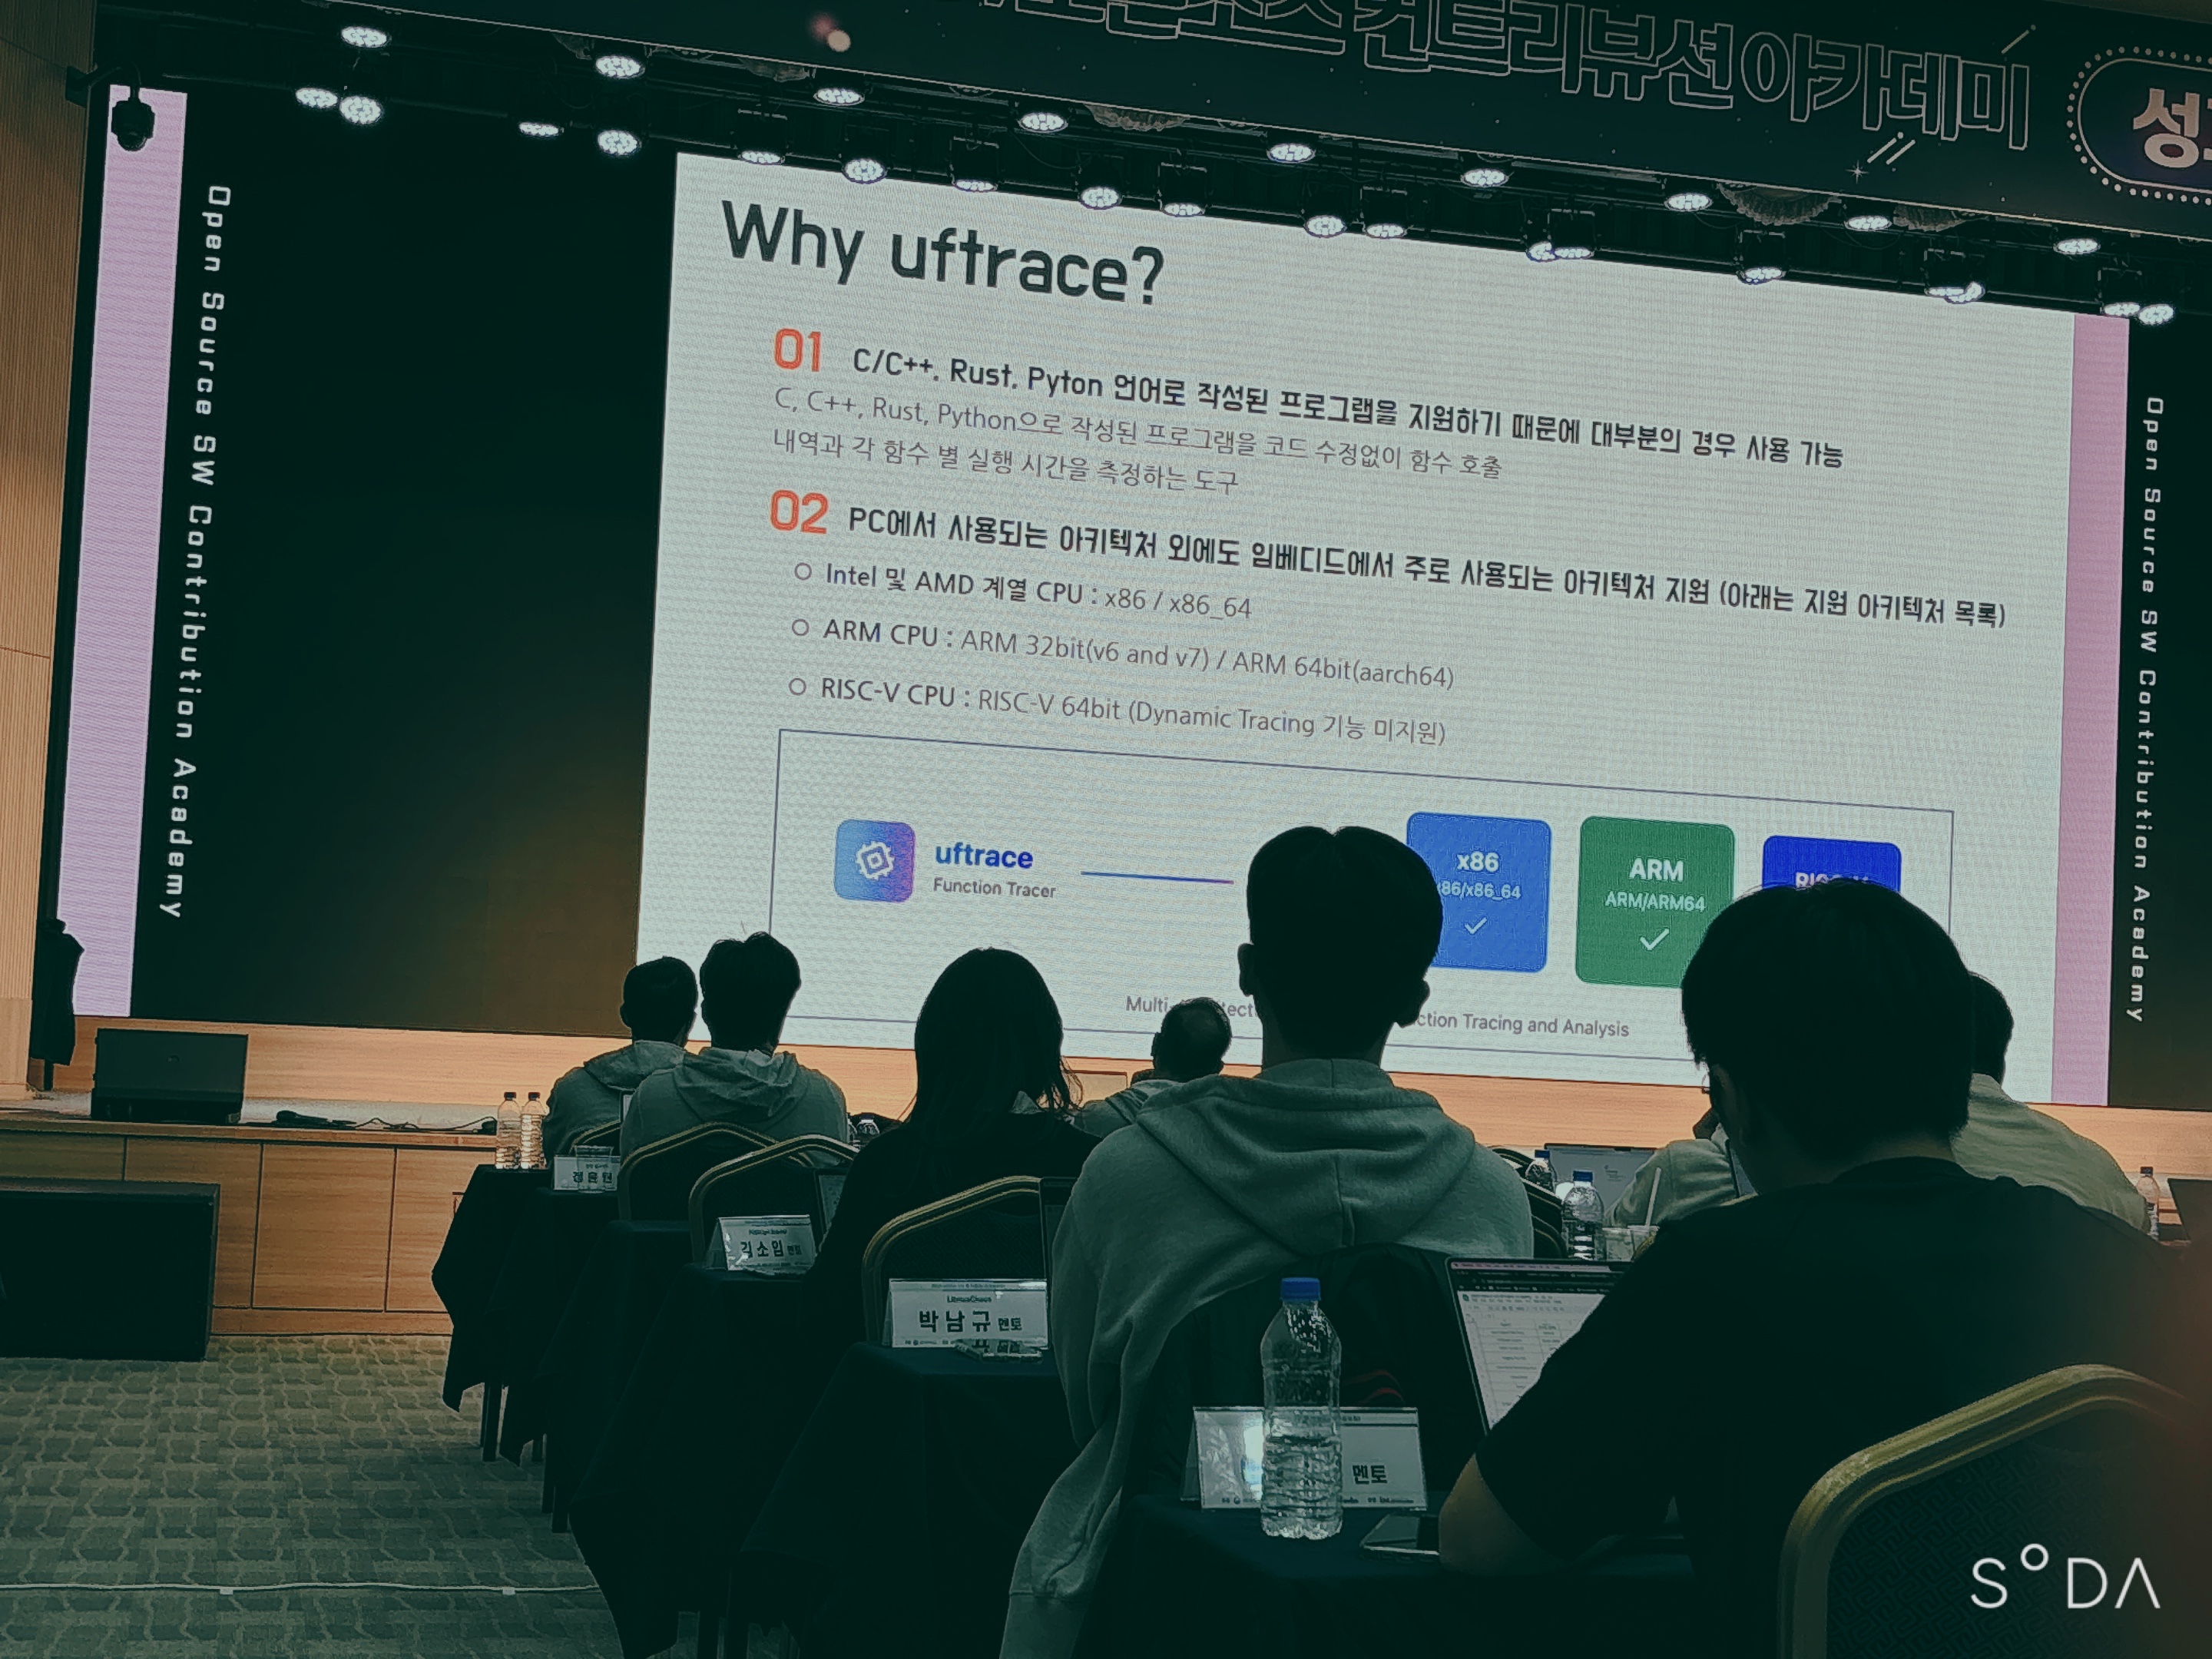 컨트리뷰션 아카데미
Open Source SW Contribution Academy
Why uftrace?
01 C/C++, Rust, Pyton 언어로 작성된 프로그램을 지원하기 때문에 대부분의 경우 사용 가능
C, C++, Rust, Python으로 작성된 프로그램을 코드 수정없이 함수 호출
내역과 각 함수 별 실행 시간을 측정하는 도구
02 PC에서 사용되는 아키텍처 외에도 임베디드에서 주로 사용되는 아키텍처 지원 (아래는 지원 아키텍처 목록)
Intel 및 AMD 계열 CPU : x86 / x86_64
ARM CPU : ARM 32bit(v6 and v7) / ARM 64bit(aarch64)
RISC-V CPU : RISC-V 64bit (Dynamic Tracing 기능 미지원)
uftrace
Function Tracer
x86
86/x86_64
ARM
ARM/ARM64
Tracing and Analysis
Open Source SW Contribution Academy
김소임 멘토
박남규 멘토
멘토
SODA